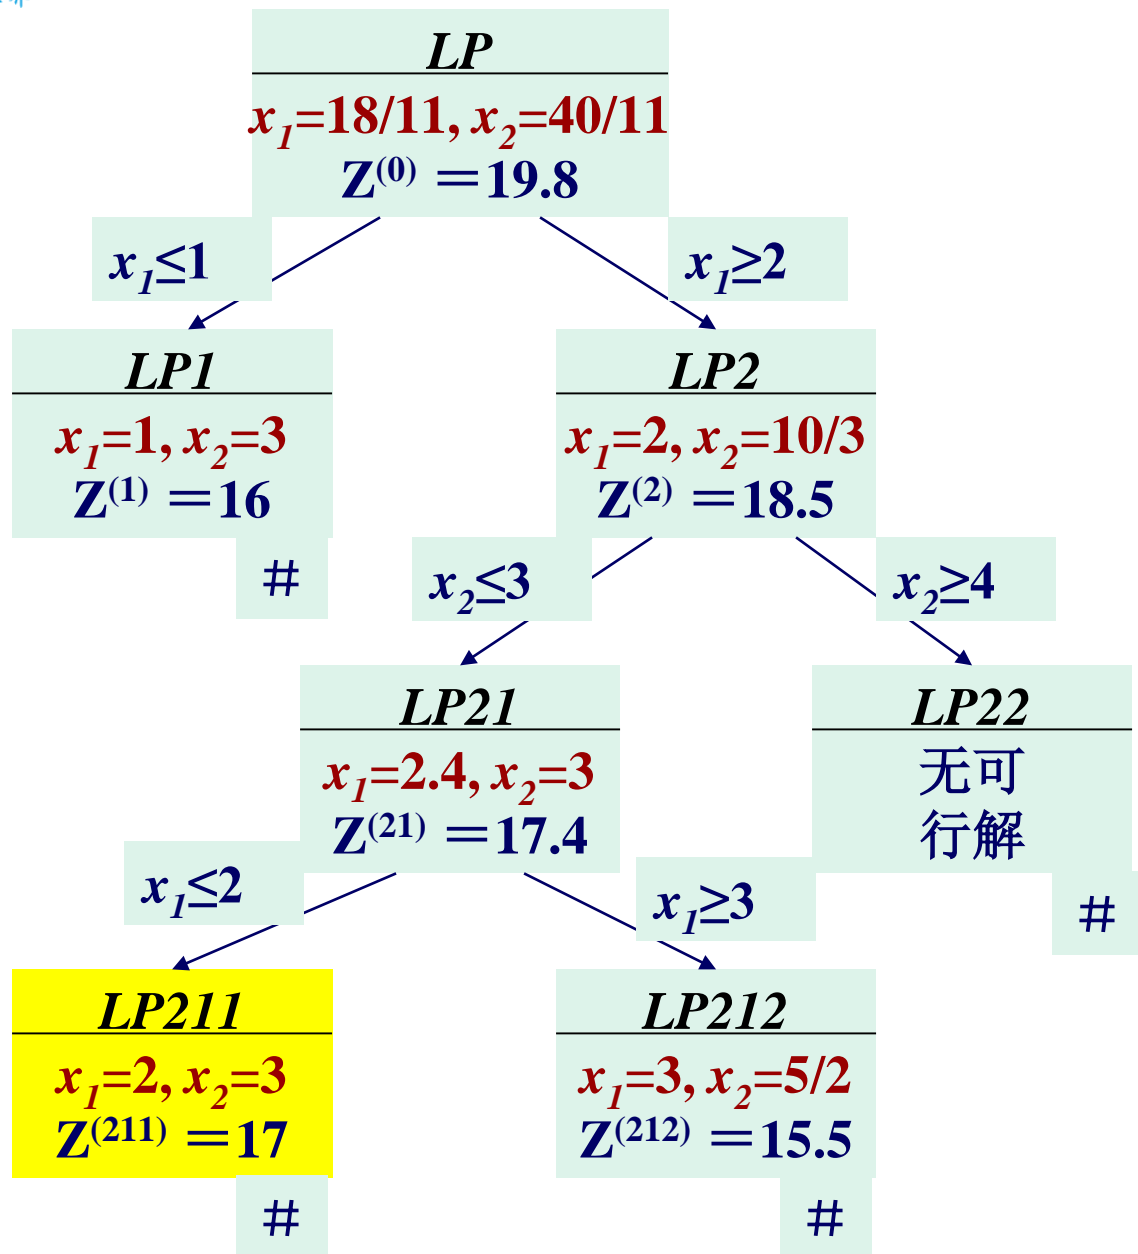 LP
x₁=18/11, x₂=40/11
Z⁽⁰⁾ ＝19.8
x₁≤1
x₁≥2
LP1
x₁=1, x₂=3
Z⁽¹⁾ ＝16
#
LP2
x₁=2, x₂=10/3
Z⁽²⁾ ＝18.5
x₂≤3
x₂≥4
LP21
x₁=2.4, x₂=3
Z⁽²¹⁾ ＝17.4
LP22
无可
行解
#
x₁≤2
x₁≥3
LP211
x₁=2, x₂=3
Z⁽²¹¹⁾ ＝17
#
LP212
x₁=3, x₂=5/2
Z⁽²¹²⁾ ＝15.5
#